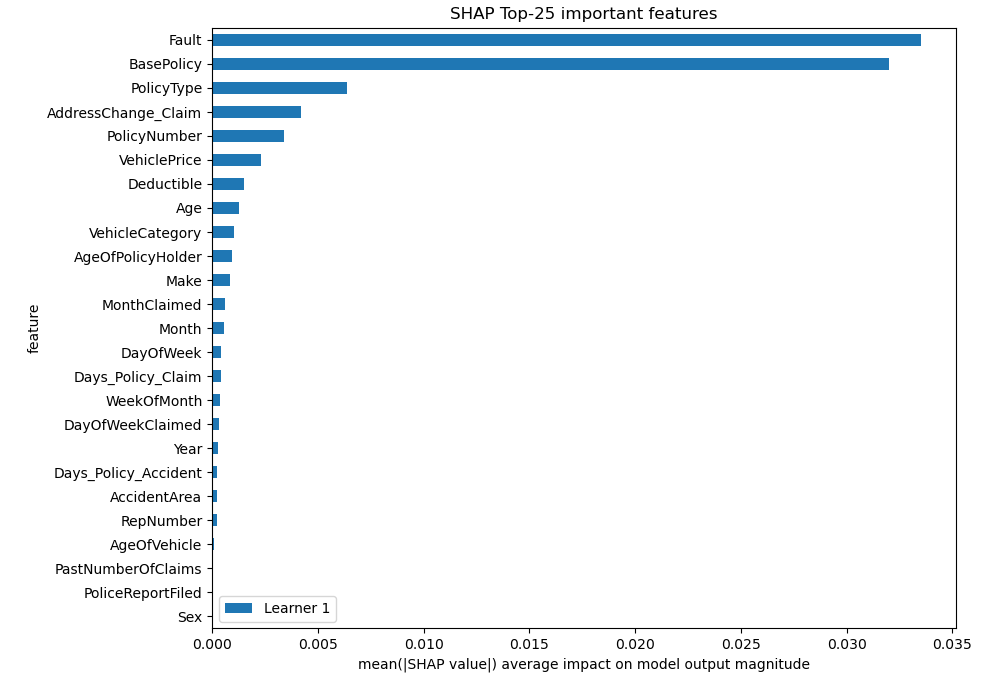 SHAP Top-25 important features
Fault
BasePolicy
PolicyType
AddressChange_Claim
PolicyNumber
VehiclePrice
Deductible
Age
VehicleCategory
AgeOfPolicyHolder
Make
MonthClaimed
Month
DayOfWeek
Days_Policy_Claim
WeekOfMonth
DayOfWeekClaimed
Year
Days_Policy_Accident
AccidentArea
RepNumber
AgeOfVehicle
PastNumberOfClaims
PoliceReportFiled
Sex
feature
Learner 1
0.000 0.005 0.010 0.015 0.020 0.025 0.030 0.035
mean(|SHAP value|) average impact on model output magnitude